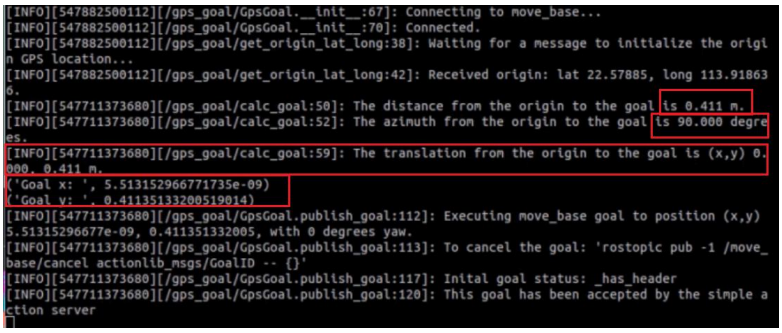 [INFO][547882500112][/gps_goal/GpsGoal.__init__:67]: Connecting to move_base...
[INFO][547882500112][/gps_goal/GpsGoal.__init__:70]: Connected.
[INFO][547882500112][/gps_goal/get_origin_lat_long:38]: Waiting for a message to initialize the origi
n GPS location...
[INFO][547882500112][/gps_goal/get_origin_lat_long:42]: Received origin: lat 22.57885, long 113.91863
6.
[INFO][547711373680][/gps_goal/calc_goal:50]: The distance from the origin to the goal is 0.411 m.
[INFO][547711373680][/gps_goal/calc_goal:52]: The azimuth from the origin to the goal is 90.000 degre
es.
[INFO][547711373680][/gps_goal/calc_goal:59]: The translation from the origin to the goal is (x,y) 0.
000, 0.411 m.
('Goal x: ', 5.513152966771735e-09)
('Goal y: ', 0.41135133200519014)
[INFO][547711373680][/gps_goal/GpsGoal.publish_goal:112]: Executing move_base goal to position (x,y)
5.51315296677e-09, 0.411351332005, with 0 degrees yaw.
[INFO][547711373680][/gps_goal/GpsGoal.publish_goal:113]: To cancel the goal: 'rostopic pub -1 /move_
base/cancel actionlib_msgs/GoalID -- {}'
[INFO][547711373680][/gps_goal/GpsGoal.publish_goal:117]: Inital goal status: _has_header
[INFO][547711373680][/gps_goal/GpsGoal.publish_goal:120]: This goal has been accepted by the simple a
ction server